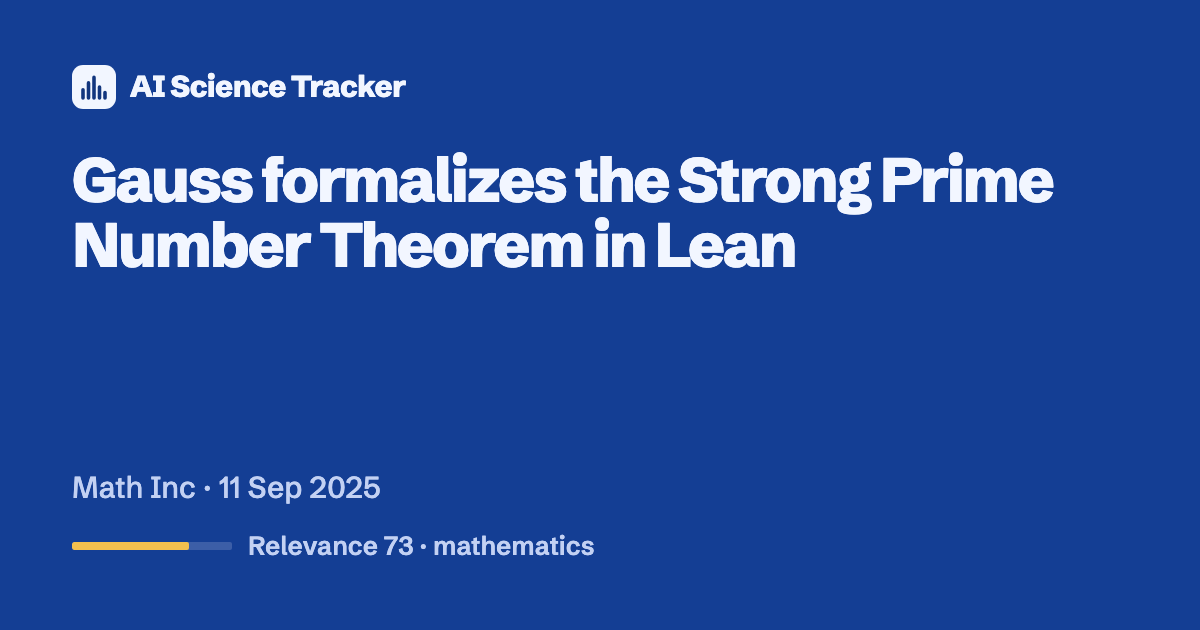 AI Science Tracker
Gauss formalizes the Strong Prime
Number Theorem in Lean
Math Inc · 11 Sep 2025
Relevance 73 · mathematics